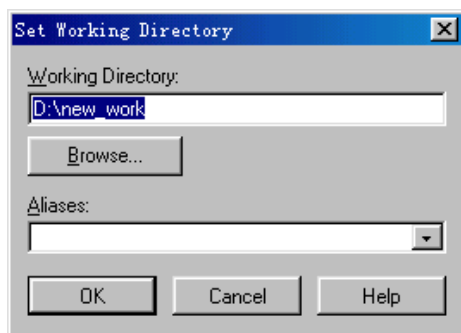 Set Working Directory
Working Directory:
D:\new_work
Browse...
Aliases:
OK Cancel Help